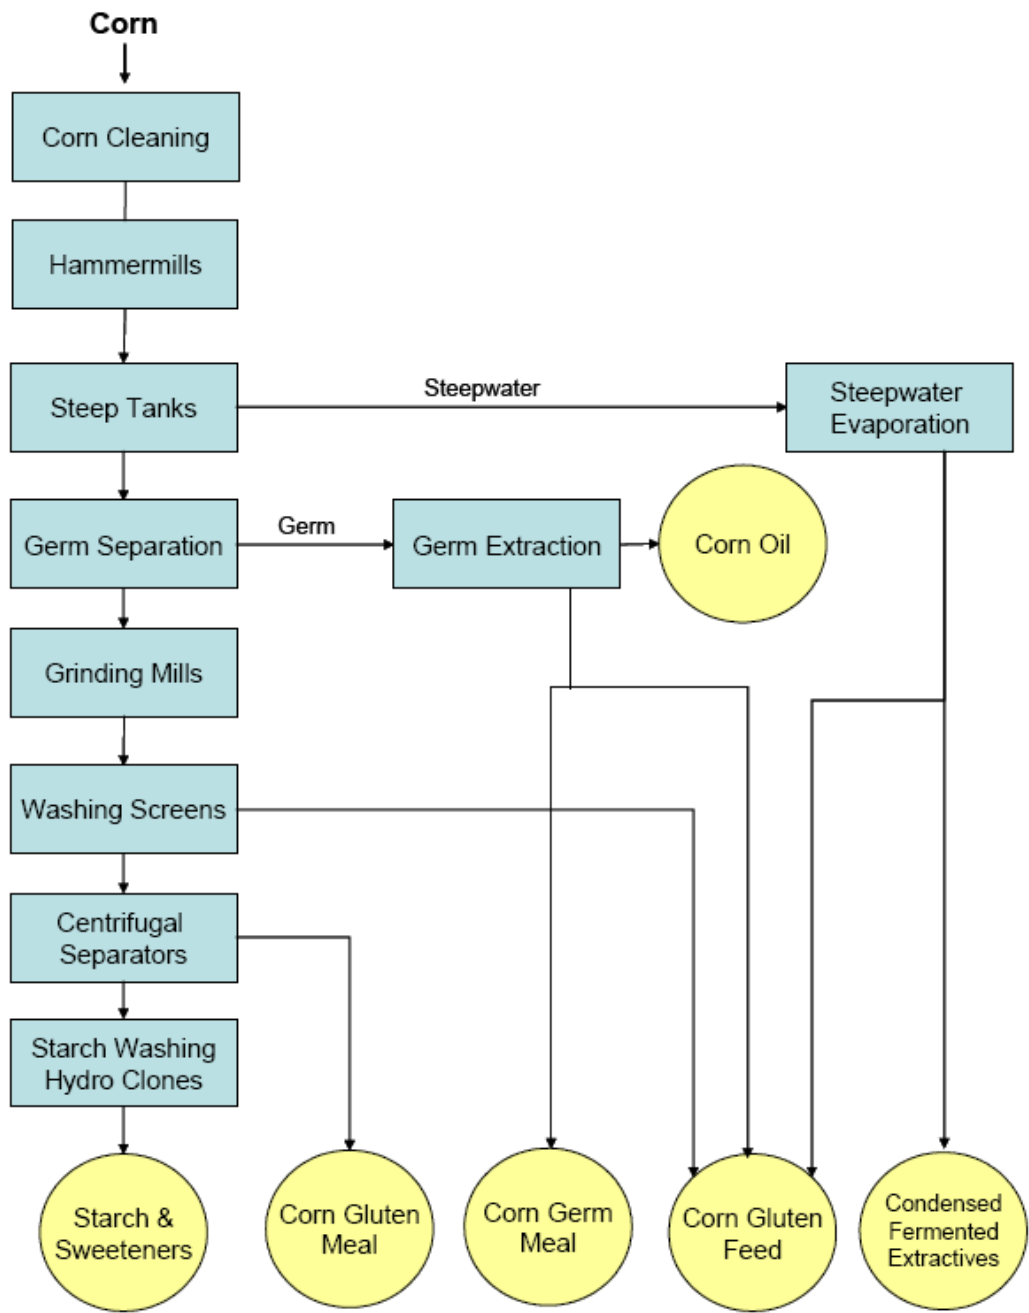 Corn
Corn Cleaning
Hammermills
Steep Tanks
Steepwater
Steepwater
Evaporation
Germ Separation
Germ
Germ Extraction
Corn Oil
Grinding Mills
Washing Screens
Centrifugal
Separators
Starch Washing
Hydro Clones
Starch &
Sweeteners
Corn Gluten
Meal
Corn Germ
Meal
Corn Gluten
Feed
Condensed
Fermented
Extractives